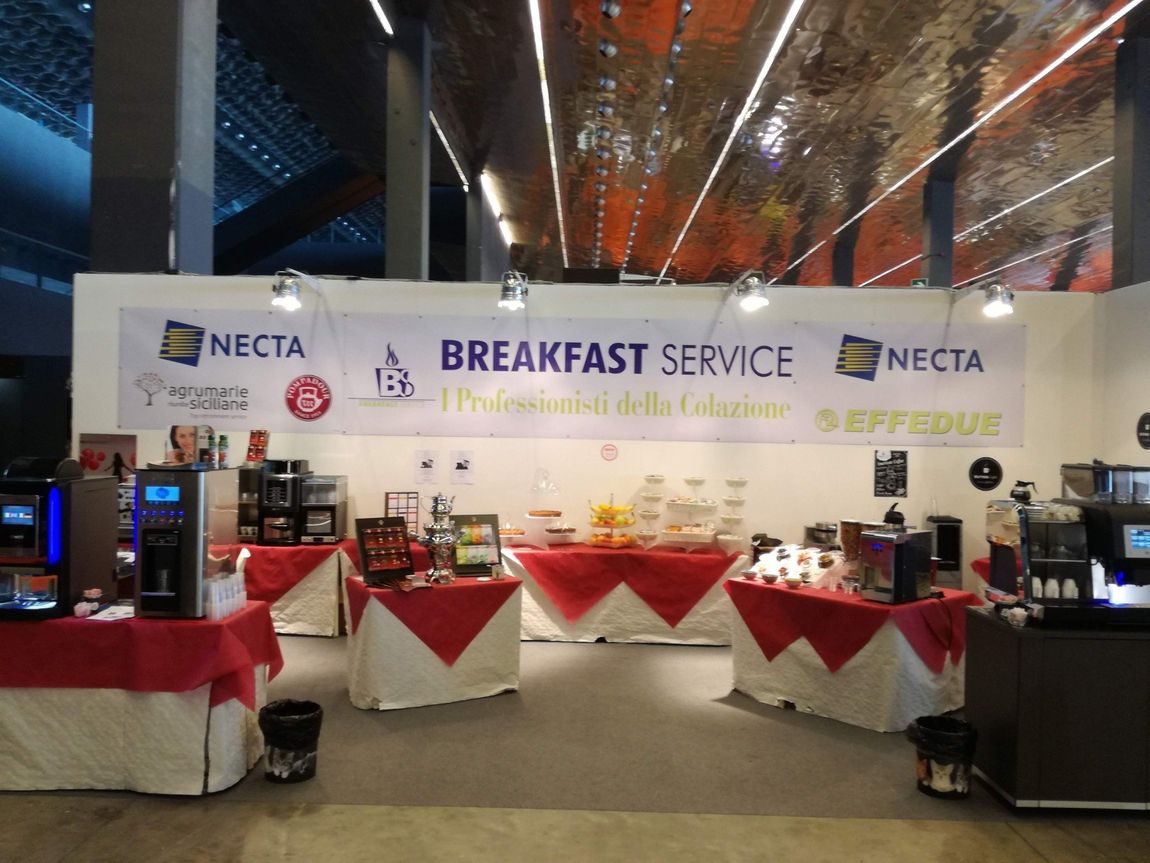 NECTA
agrumarie
siciliane
POMPADOUR
BS
BREAKFAST SERVICE
I Professionisti della Colazione
NECTA
EFFEDUE